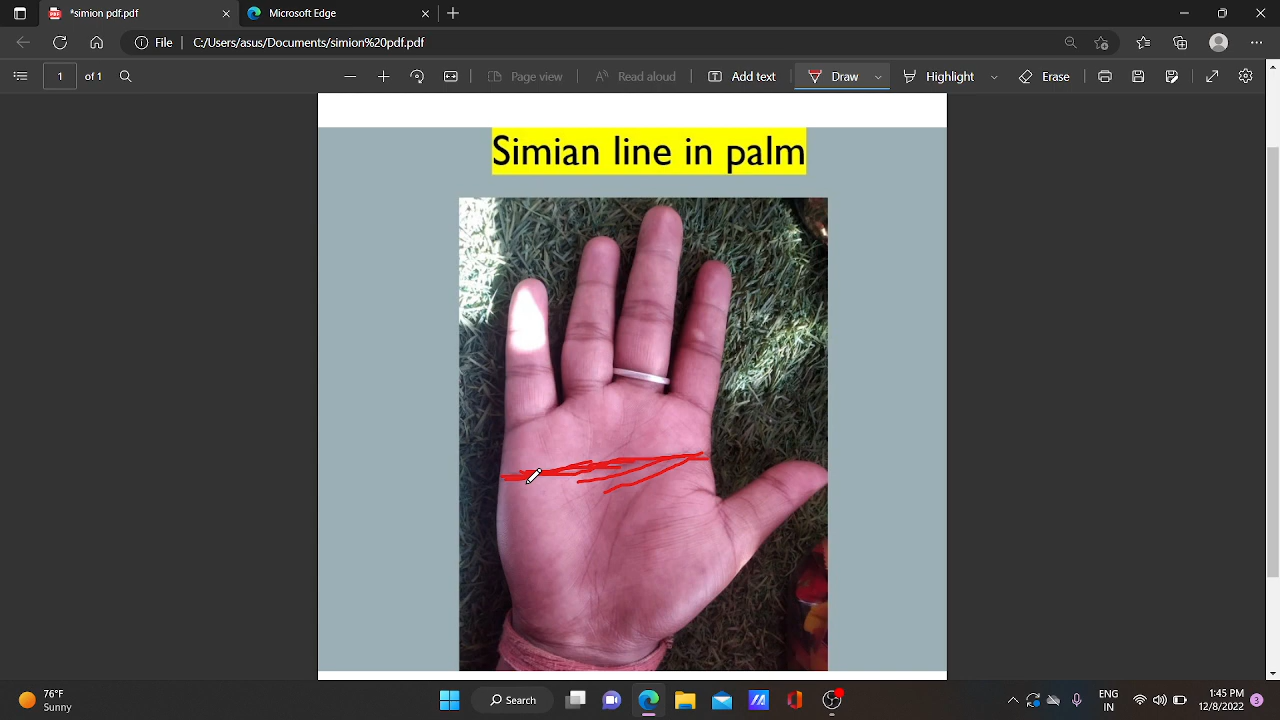 *simion pdf.pdf
Microsoft Edge
File
C:/Users/asus/Documents/simion%20pdf.pdf
1
of 1
Page view
Read aloud
Add text
Draw
Highlight
Erase
Simian line in palm
76°F
Sunny
Search
ENG
IN
1:45 PM
12/8/2022
3